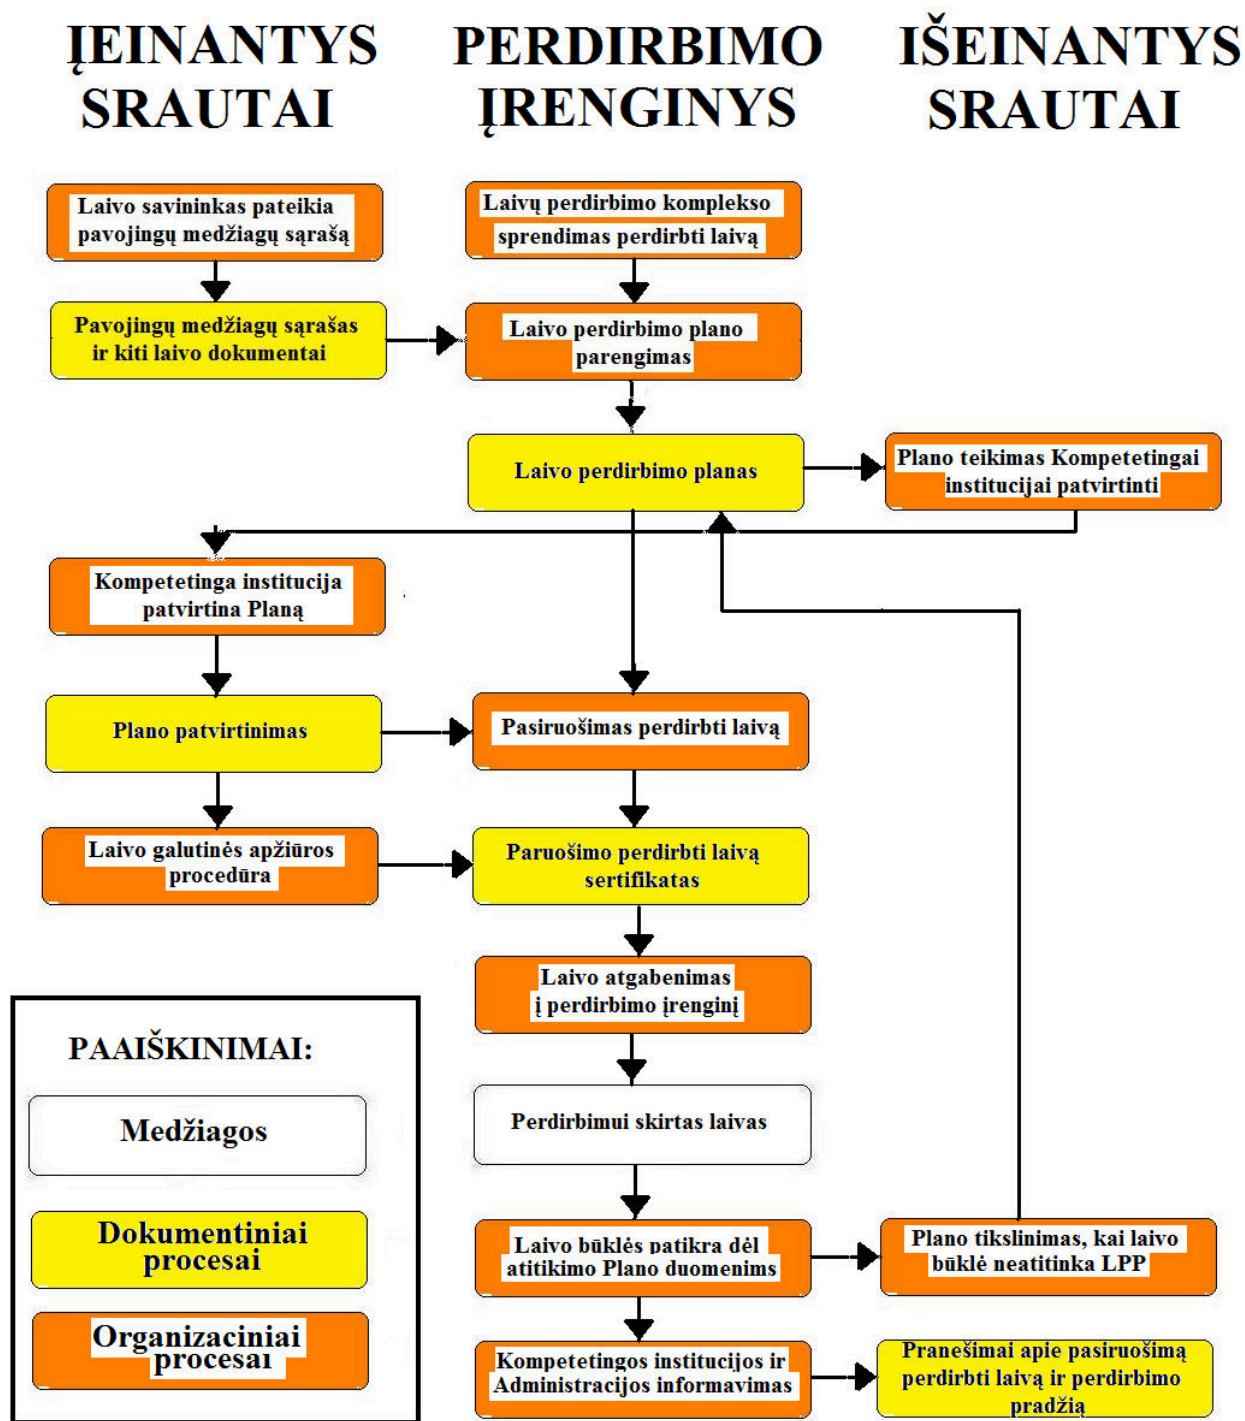 ĮEINANTYS
SRAUTAI
PERDIRBIMO
ĮRENGINYS
IŠEINANTYS
SRAUTAI
Laivo savininkas pateikia
pavojingų medžiagų sąrašą
Laivų perdirbimo komplekso
sprendimas perdirbti laivą
Pavojingų medžiagų sąrašas
ir kiti laivo dokumentai
Laivo perdirbimo plano
parengimas
Laivo perdirbimo planas
Plano teikimas Kompetetingai
institucijai patvirtinti
Kompetetinga institucija
patvirtina Planą
Plano patvirtinimas
Pasiruošimas perdirbti laivą
Laivo galutinės apžiūros
procedūra
Paruošimo perdirbti laivą
sertifikatas
Laivo atgabenimas
į perdirbimo įrenginį
Perdirbimui skirtas laivas
Laivo būklės patikra dėl
atitikimo Plano duomenims
Plano tikslinimas, kai laivo
būklė neatitinka LPP
Kompetetingos institucijos ir
Administracijos informavimas
Pranešimai apie pasiruošimą
perdirbti laivą ir perdirbimo
pradžią
PAAIŠKINIMAI:
Medžiagos
Dokumentiniai
procesai
Organizaciniai
procesai